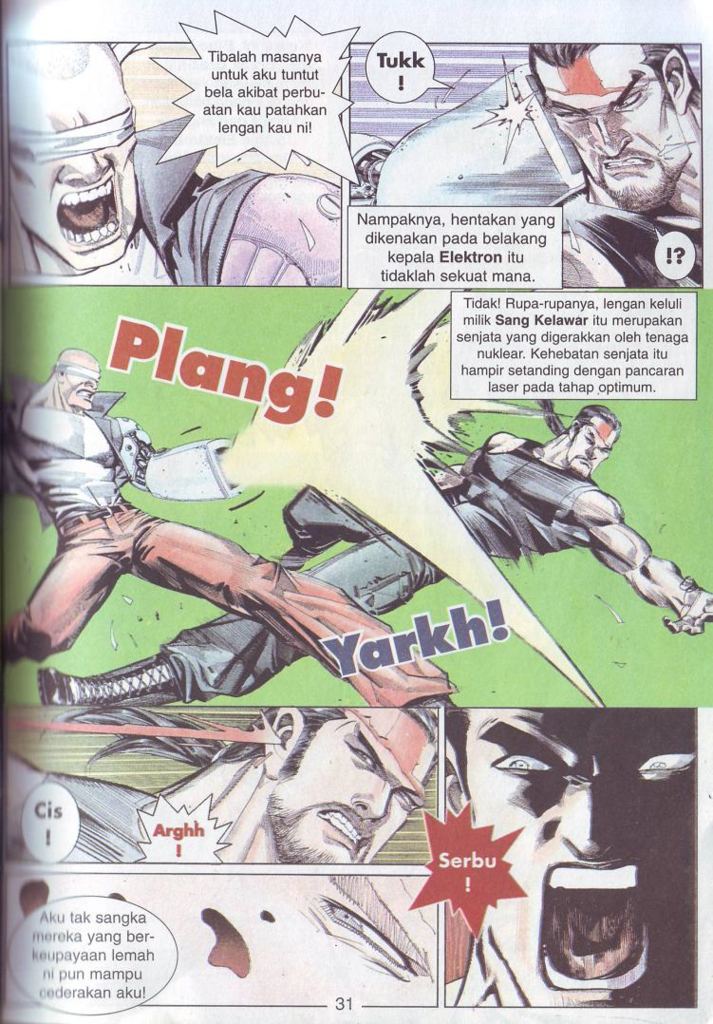 Tibalah masanya
untuk aku tuntut
bela akibat perbu-
atan kau patahkan
lengan kau ni!
Tukk
!
Nampaknya, hentakan yang
dikenakan pada belakang
kepala Elektron itu
tidaklah sekuat mana.
!?
Tidak! Rupa-rupanya, lengan keluli
milik Sang Kelawar itu merupakan
senjata yang digerakkan oleh tenaga
nuklear. Kehebatan senjata itu
hampir setanding dengan pancaran
laser pada tahap optimum.
Plang!
Yarkh!
Cis
!
Arghh
!
Serbu
!
Aku tak sangka
mereka yang ber-
keupayaan lemah
ni pun mampu
cederakan aku!
31